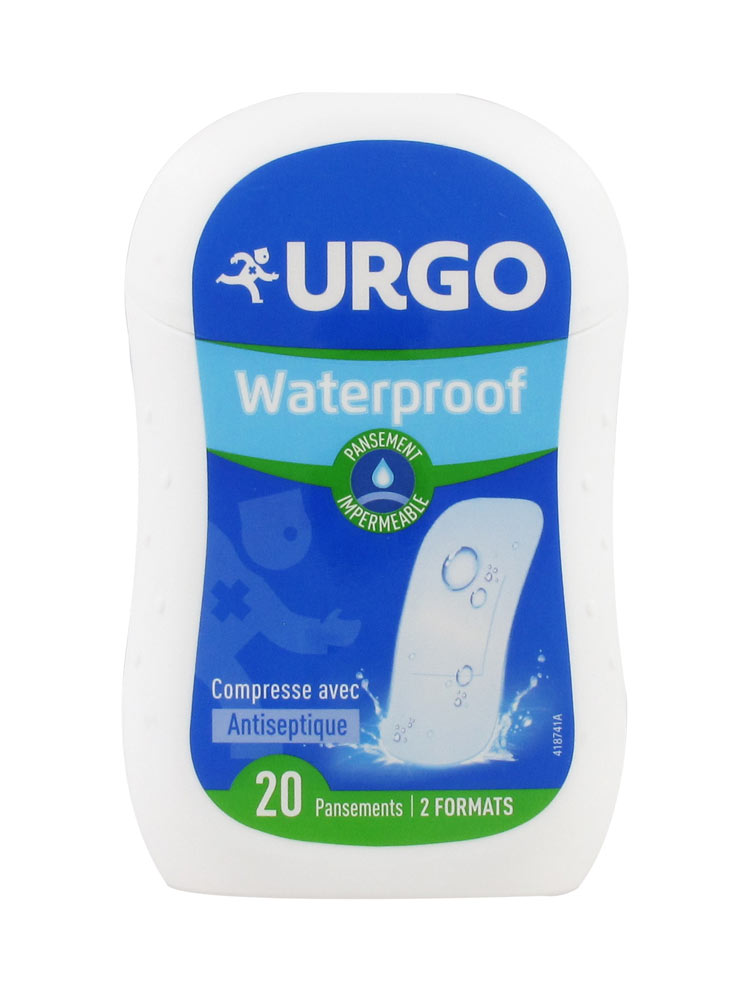 URGO
Waterproof
PANSEMENT
IMPERMEABLE
Compresse avec
Antiseptique
418741A
20 Pansements | 2 FORMATS